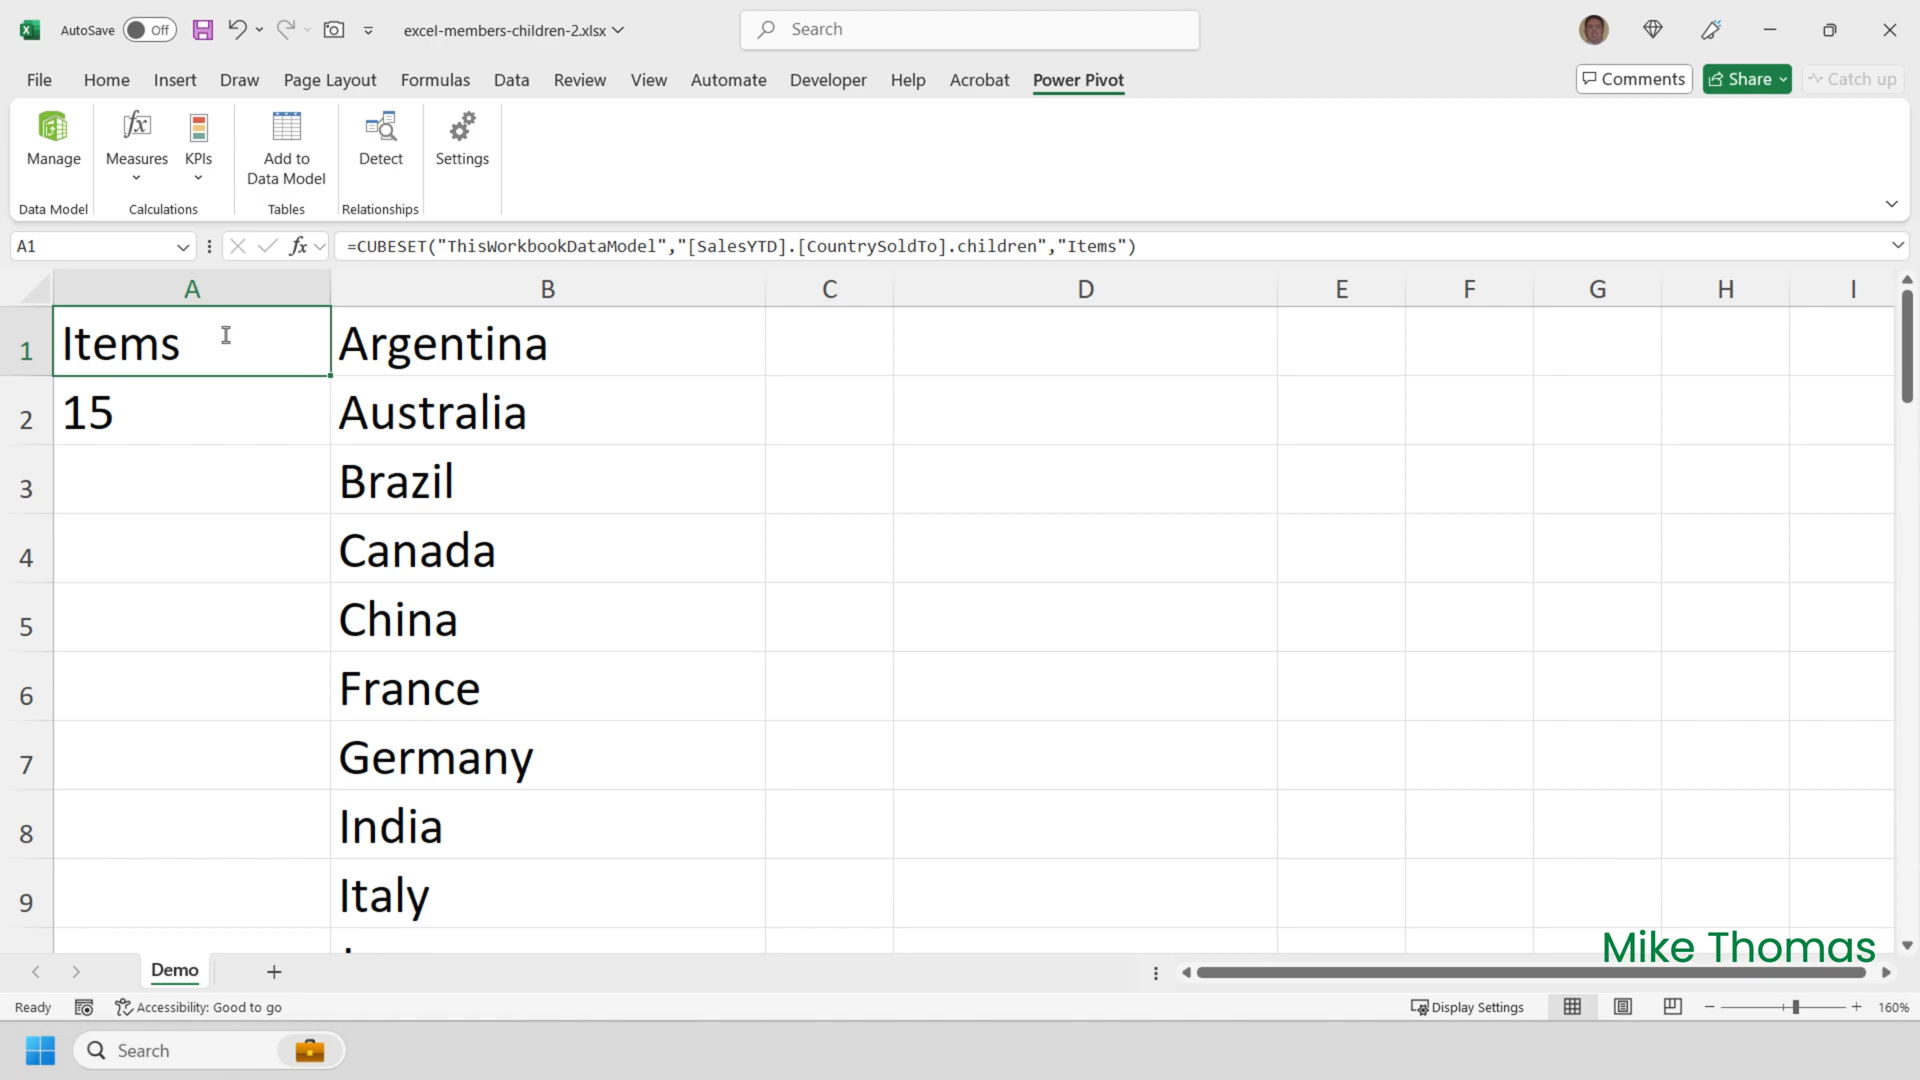 AutoSave Off excel-members-children-2.xlsx Search
File Home Insert Draw Page Layout Formulas Data Review View Automate Developer Help Acrobat Power Pivot Comments Share Catch up
Manage Measures KPIs Add to Data Model Detect Settings
Data Model Calculations Tables Relationships
A1 fx =CUBESET("ThisWorkbookDataModel","[SalesYTD].[CountrySoldTo].children","Items")
A B C D E F G H I
1 Items Argentina
2 15 Australia
3 Brazil
4 Canada
5 China
6 France
7 Germany
8 India
9 Italy
Mike Thomas
Demo
Ready Accessibility: Good to go Display Settings 160%
Search